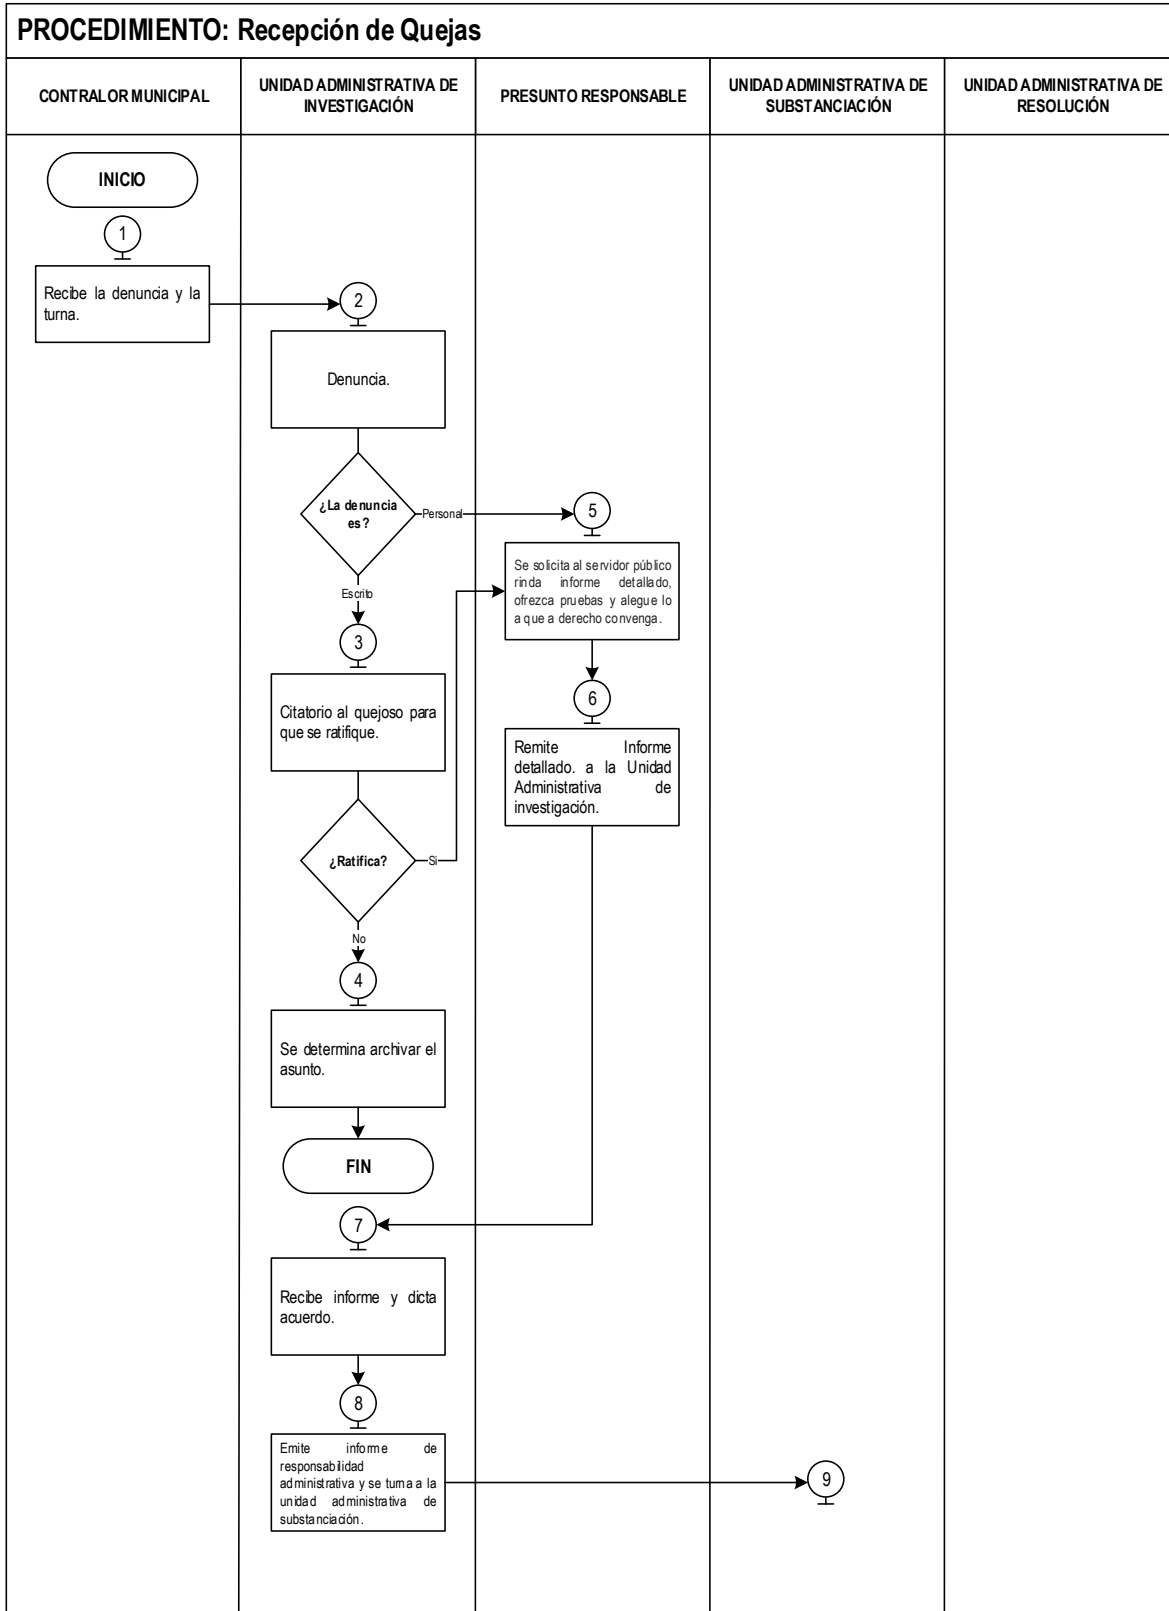 PROCEDIMIENTO: Recepción de Quejas
CONTRALOR MUNICIPAL
UNIDAD ADMINISTRATIVA DE
INVESTIGACIÓN
PRESUNTO RESPONSABLE
UNIDAD ADMINISTRATIVA DE
SUBSTANCIACIÓN
UNIDAD ADMINISTRATIVA DE
RESOLUCIÓN
INICIO
1
Recibe la denuncia y la
turna.
2
Denuncia.
¿La denuncia
es?
Personal
Escrito
3
Citatorio al quejoso para
que se ratifique.
¿Ratifica?
Si
No
4
Se determina archivar el
asunto.
FIN
5
Se solicita al servidor público
rinda informe detallado,
ofrezca pruebas y alegue lo
a que a derecho convenga.
6
Remite Informe
detallado. a la Unidad
Administrativa de
investigación.
7
Recibe informe y dicta
acuerdo.
8
Emite informe de
responsabilidad
administrativa y se turna a la
unidad administrativa de
substanciación.
9